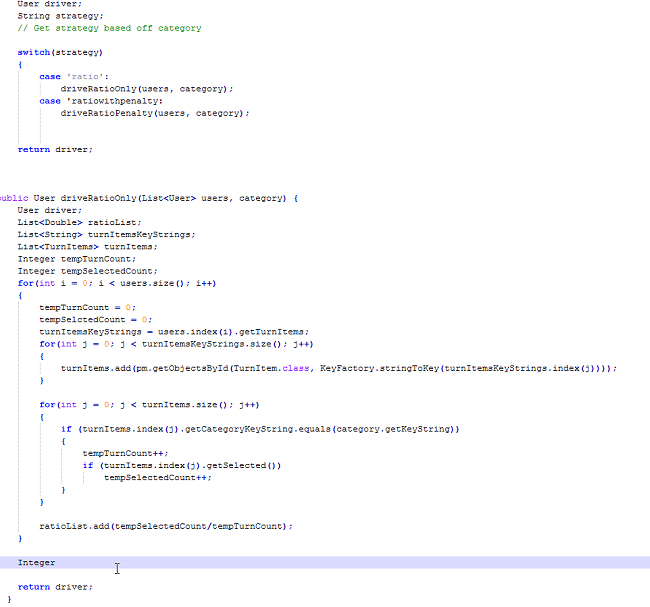 User driver;
String strategy;
// Get strategy based off category
switch(strategy)
{
case 'ratio':
driveRatioOnly(users, category);
case 'ratiowithpenalty:
driveRatioPenalty(users, category);
return driver;
ublic User driveRatioOnly(List<User> users, category) {
User driver;
List<Double> ratioList;
List<String> turnItemsKeyStrings;
List<TurnItems> turnItems;
Integer tempTurnCount;
Integer tempSelectedCount;
for(int i = 0; i < users.size(); i++)
{
tempTurnCount = 0;
tempSelctedCount = 0;
turnItemsKeyStrings = users.index(i).getTurnItems;
for(int j = 0; j < turnItemsKeyStrings.size(); j++)
{
turnItems.add(pm.getObjectsById(TurnItem.class, KeyFactory.stringToKey(turnItemsKeyStrings.index(j))));
}
for(int j = 0; j < turnItems.size(); j++)
{
if (turnItems.index(j).getCategoryKeyString.equals(category.getKeyString))
{
tempTurnCount++;
if (turnItems.index(j).getSelected())
tempSelectedCount++;
}
}
ratioList.add(tempSelectedCount/tempTurnCount);
}
Integer
return driver;
}